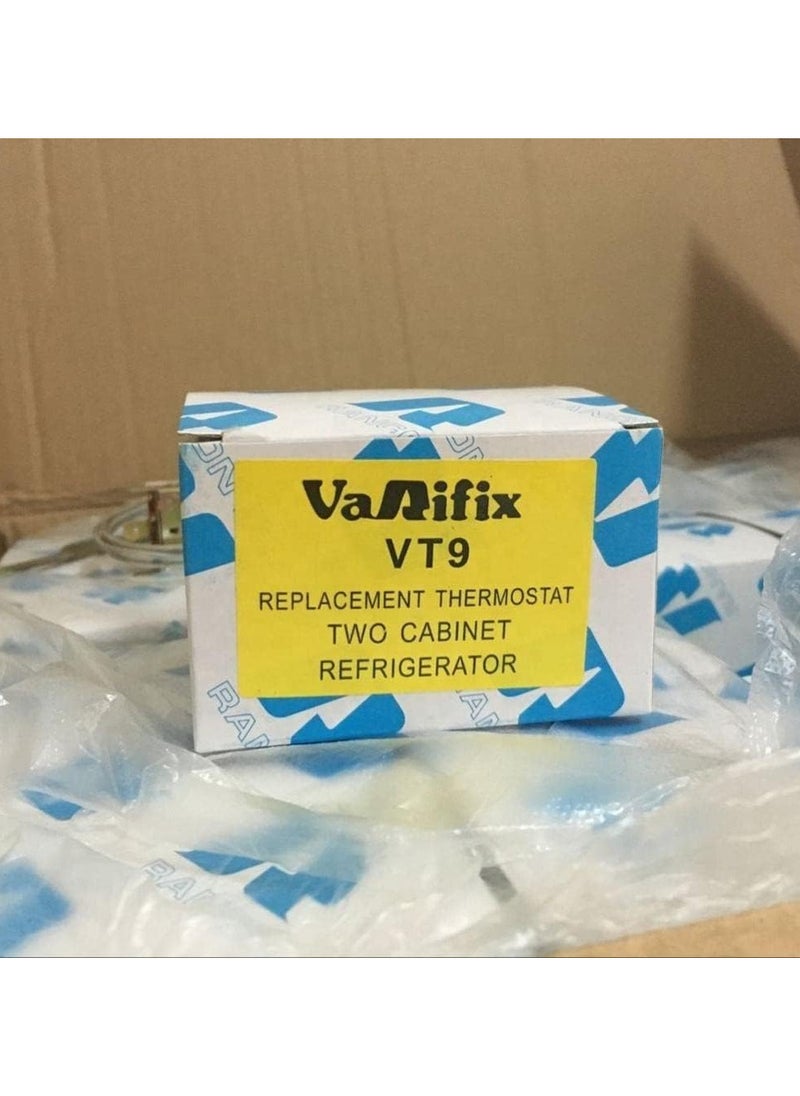 VaRifix
VT9
REPLACEMENT THERMOSTAT
TWO CABINET
REFRIGERATOR